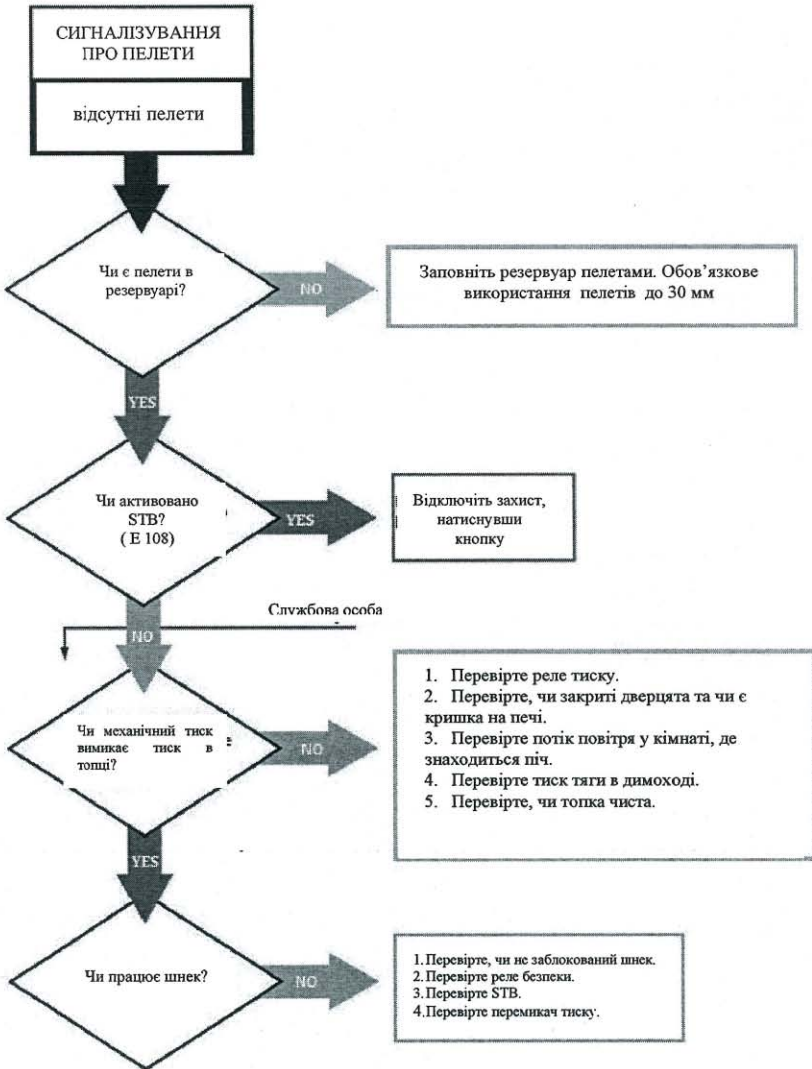 СИГНАЛІЗУВАННЯ
ПРО ПЕЛЕТИ
відсутні пелети
Чи є пелети в
резервуарі?
NO
Заповніть резервуар пелетами. Обов’язкове
використання пелетів до 30 мм
YES
Чи активовано
STB?
( E 108)
YES
Відключіть захист,
натиснувши
кнопку
Службова особа
NO
Чи механічний тиск
вимикає тиск в
топці?
NO
1. Перевірте реле тиску.
2. Перевірте, чи закриті дверцята та чи є
кришка на печі.
3. Перевірте потік повітря у кімнаті, де
знаходиться піч.
4. Перевірте тиск тяги в димоході.
5. Перевірте, чи топка чиста.
YES
Чи працює шнек?
NO
1.Перевірте, чи не заблокований шнек.
2.Перевірте реле безпеки.
3.Перевірте STB.
4.Перевірте перемикач тиску.